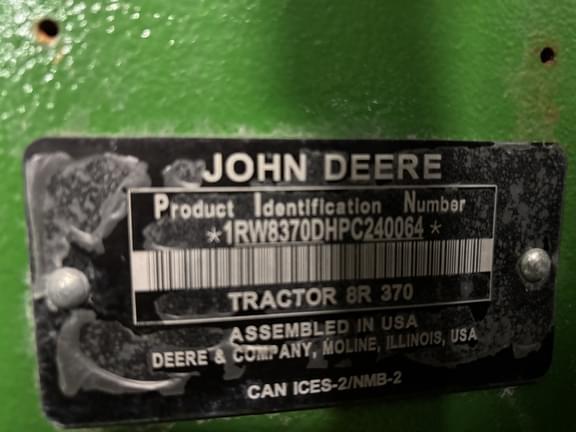 JOHN DEERE
Product Identification Number
*1RW8370DHPC240064*
TRACTOR 8R 370
ASSEMBLED IN USA
DEERE & COMPANY, MOLINE, ILLINOIS, USA
CAN ICES-2/NMB-2